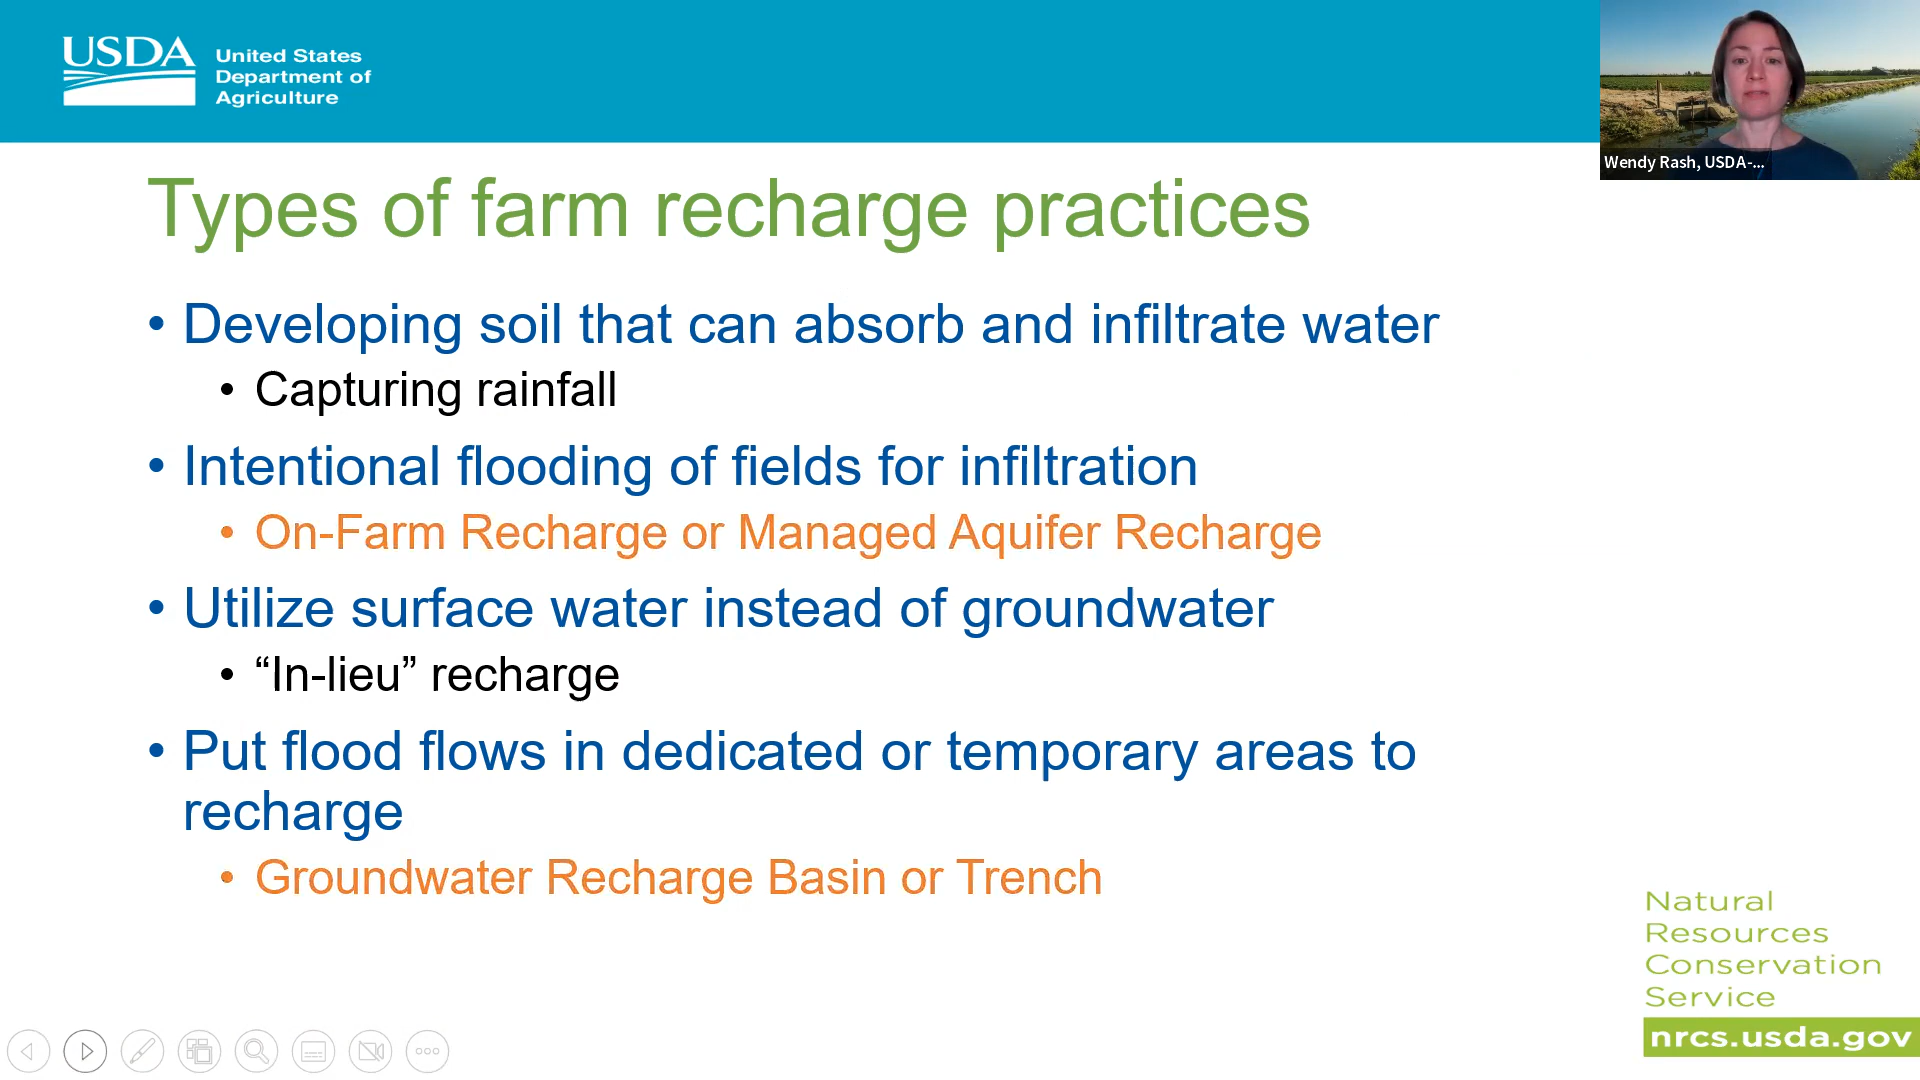 USDA
United States
Department of
Agriculture
Wendy Rash, USDA-...
Types of farm recharge practices
• Developing soil that can absorb and infiltrate water
• Capturing rainfall
• Intentional flooding of fields for infiltration
• On-Farm Recharge or Managed Aquifer Recharge
• Utilize surface water instead of groundwater
• “In-lieu” recharge
• Put flood flows in dedicated or temporary areas to
recharge
• Groundwater Recharge Basin or Trench
Natural
Resources
Conservation
Service
nrcs.usda.gov